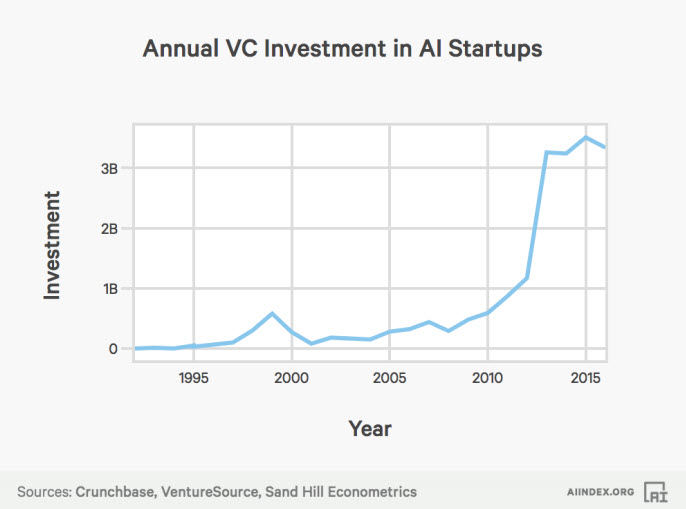 Annual VC Investment in AI Startups
Investment
3B
2B
1B
0
1995 2000 2005 2010 2015
Year
Sources: Crunchbase, VentureSource, Sand Hill Econometrics
AIINDEX.ORG AI